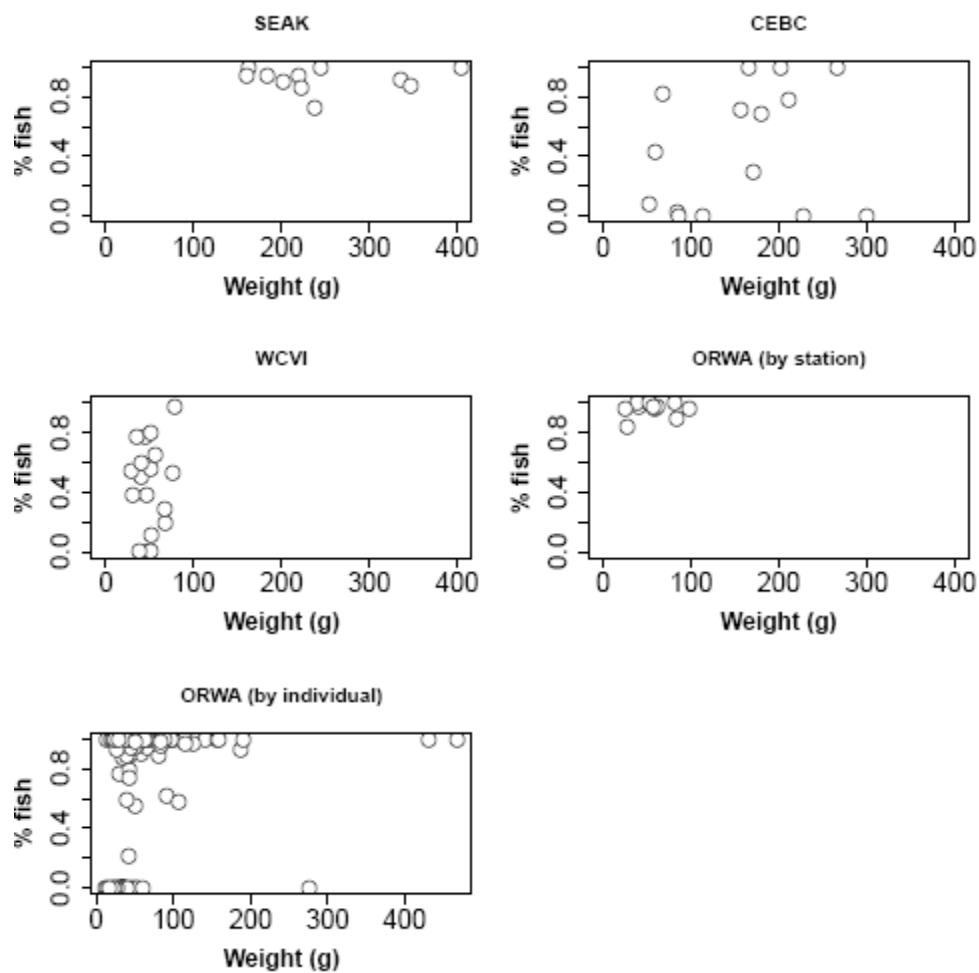 SEAK
CEBC
% fish
0.0 0.4 0.8
% fish
0.0 0.4 0.8
0 100 200 300 400
0 100 200 300 400
Weight (g)
Weight (g)
WCVI
ORWA (by station)
% fish
0.0 0.4 0.8
% fish
0.0 0.4 0.8
0 100 200 300 400
0 100 200 300 400
Weight (g)
Weight (g)
ORWA (by individual)
% fish
0.0 0.4 0.8
0 100 200 300 400
Weight (g)